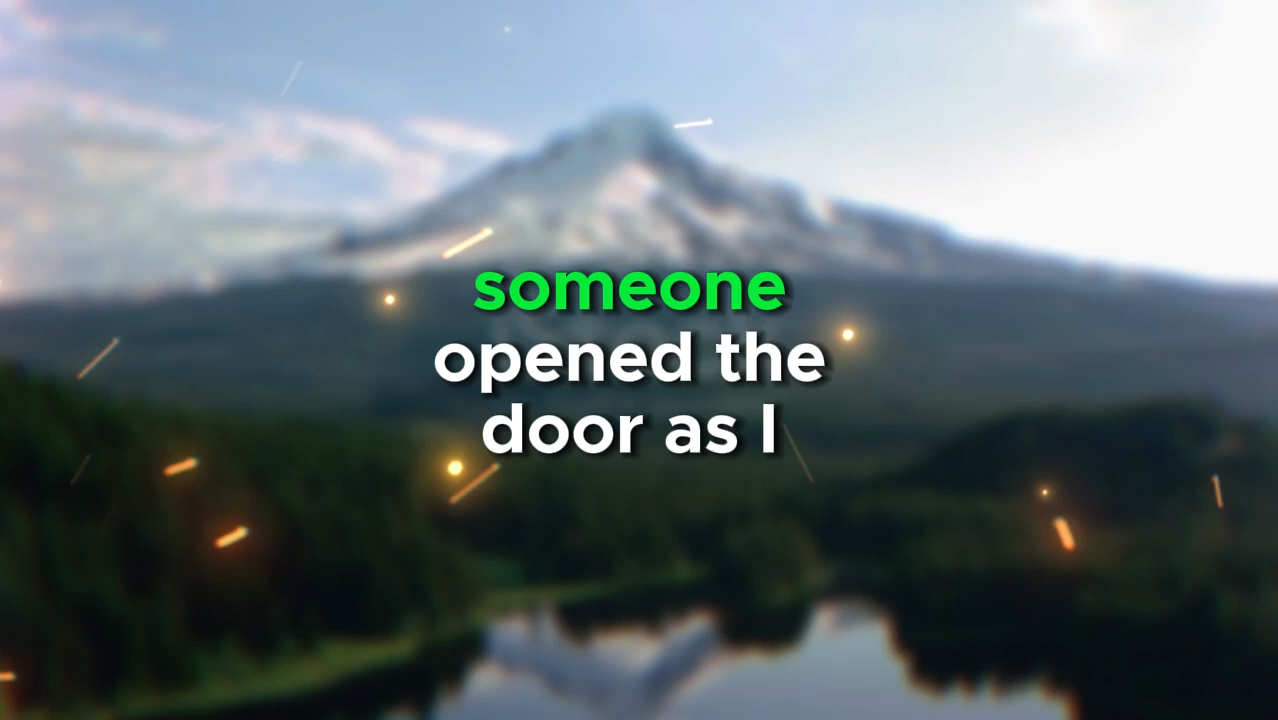 someone
opened the
door as I